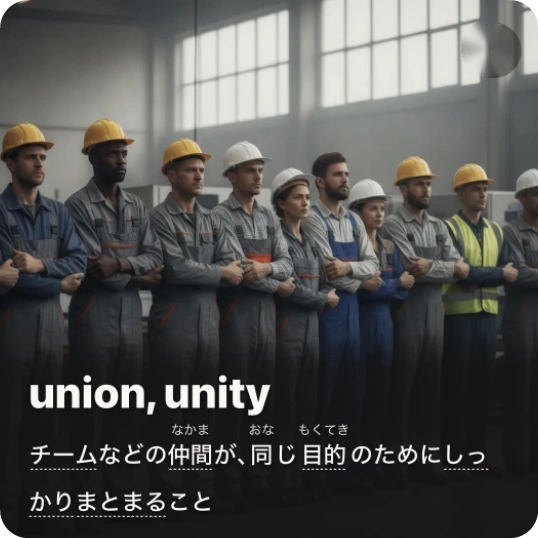 union, unity
なかま おな もくてき
チームなどの仲間が、同じ目的のためにしっ
かりまとまること